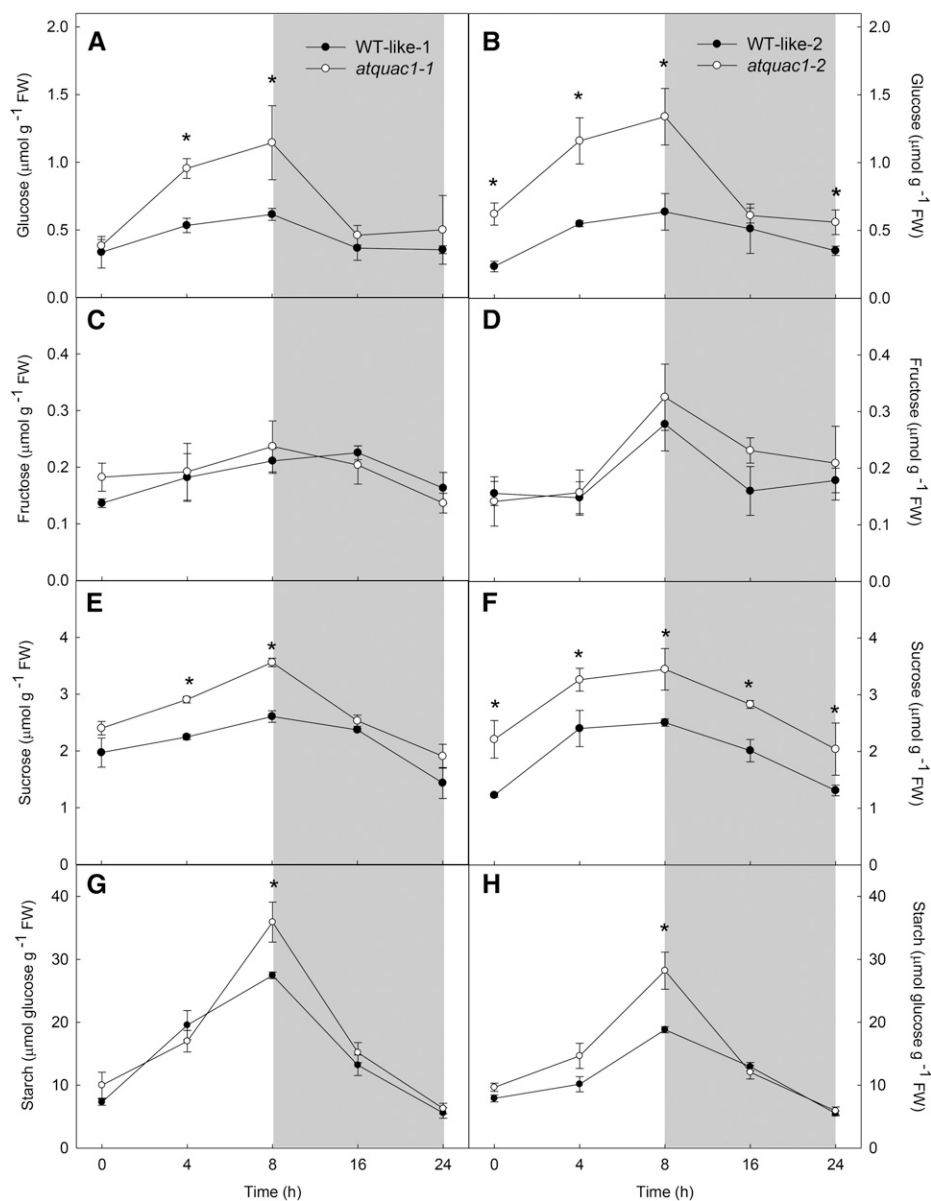 A
WT-like-1
atquac1-1
B
WT-like-2
atquac1-2
* * * * * *
Glucose (μmol g⁻¹ FW)
2.0
1.5
1.0
0.5
0.0
2.0
1.5
1.0
0.5
0.0
Glucose (μmol g⁻¹ FW)
C
D
Fructose (μmol g⁻¹ FW)
0.4
0.3
0.2
0.1
0.0
0.4
0.3
0.2
0.1
0.0
Fructose (μmol g⁻¹ FW)
E
F
* * * * * * *
Sucrose (μmol g⁻¹ FW)
4
3
2
1
0
4
3
2
1
0
Sucrose (μmol g⁻¹ FW)
G
H
* *
Starch (μmol glucose g⁻¹ FW)
40
30
20
10
0
40
30
20
10
0
Starch (μmol glucose g⁻¹ FW)
0 4 8 16 24
0 4 8 16 24
Time (h)
Time (h)